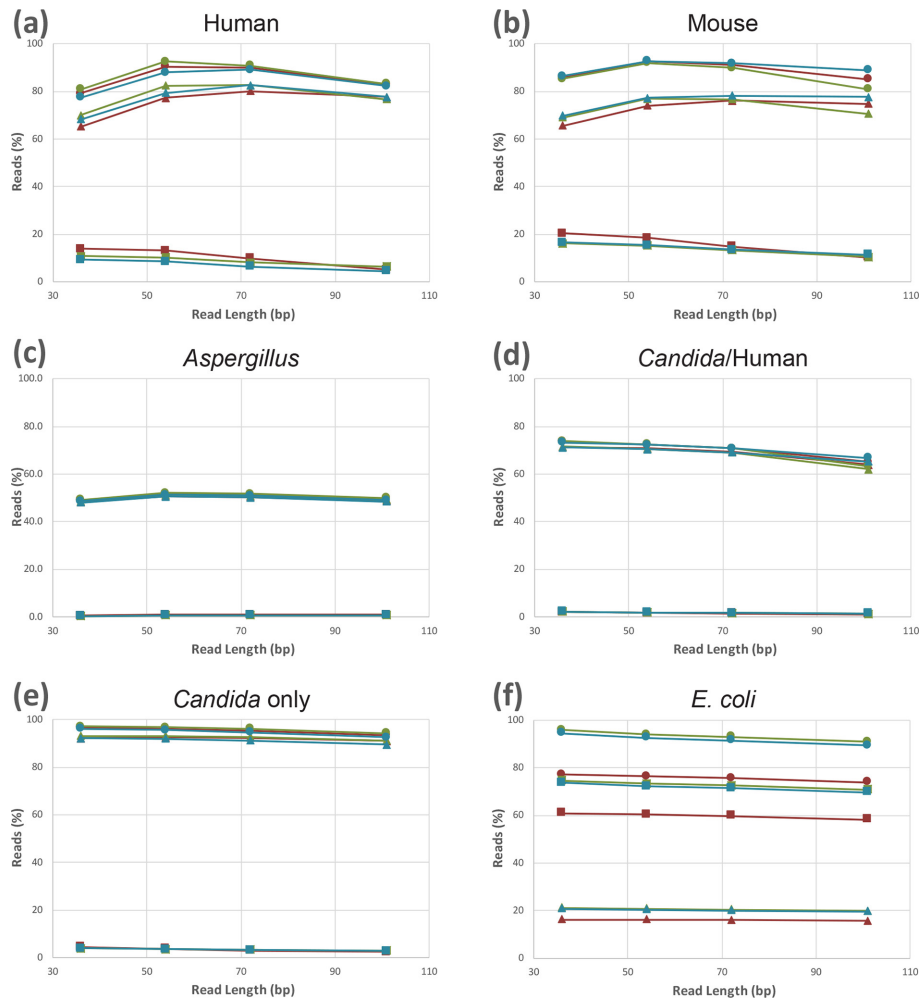 (a) Human
100
80
60
40
20
0
Reads (%)
30 50 70 90 110
Read Length (bp)
(b) Mouse
100
80
60
40
20
0
Reads (%)
30 50 70 90 110
Read Length (bp)
(c) Aspergillus
100.0
80.0
60.0
40.0
20.0
0.0
Reads (%)
30 50 70 90 110
Read Length (bp)
(d) Candida/Human
100
80
60
40
20
0
Reads (%)
30 50 70 90 110
Read Length (bp)
(e) Candida only
100
80
60
40
20
0
Reads (%)
30 50 70 90 110
Read Length (bp)
(f) E. coli
100
80
60
40
20
0
Reads (%)
30 50 70 90 110
Read Length (bp)